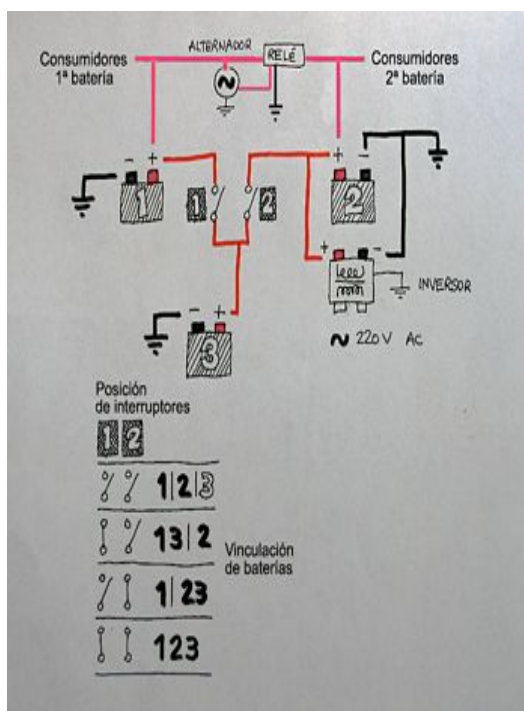 ALTERNADOR
RELÉ
Consumidores
1ª batería
Consumidores
2ª batería
~
- +
+ -
1
1
2
2
+ -
INVERSOR
~ 220V AC
- +
3
Posición
de interruptores
1 2
1|2|3
13|2
1|23
123
Vinculación
de baterías